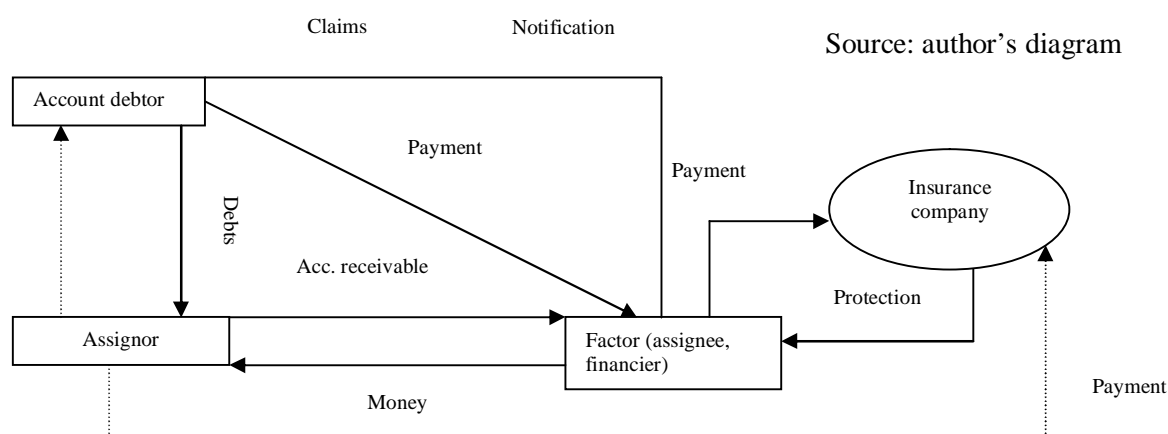 Claims
Notification
Source: author's diagram
Account debtor
Payment
Payment
Insurance
company
Debts
Acc. receivable
Protection
Assignor
Factor (assignee,
financier)
Money
Payment